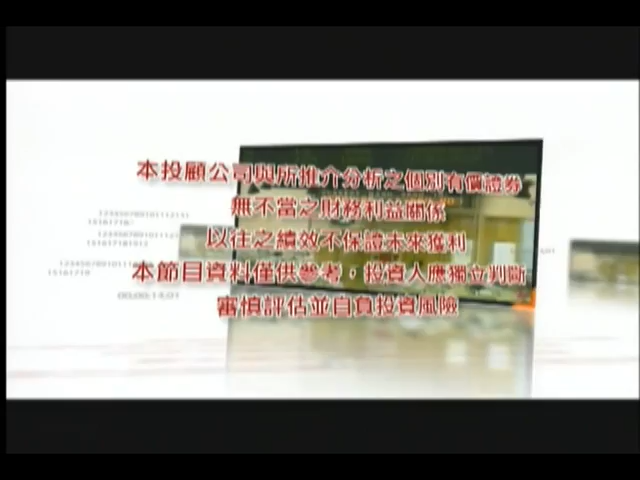 本投顧公司與所推介分析之個別有價證券
無不當之財務利益關係
以往之績效不保證未來獲利
本節目資料僅供參考，投資人應獨立判斷
審慎評估並自負投資風險